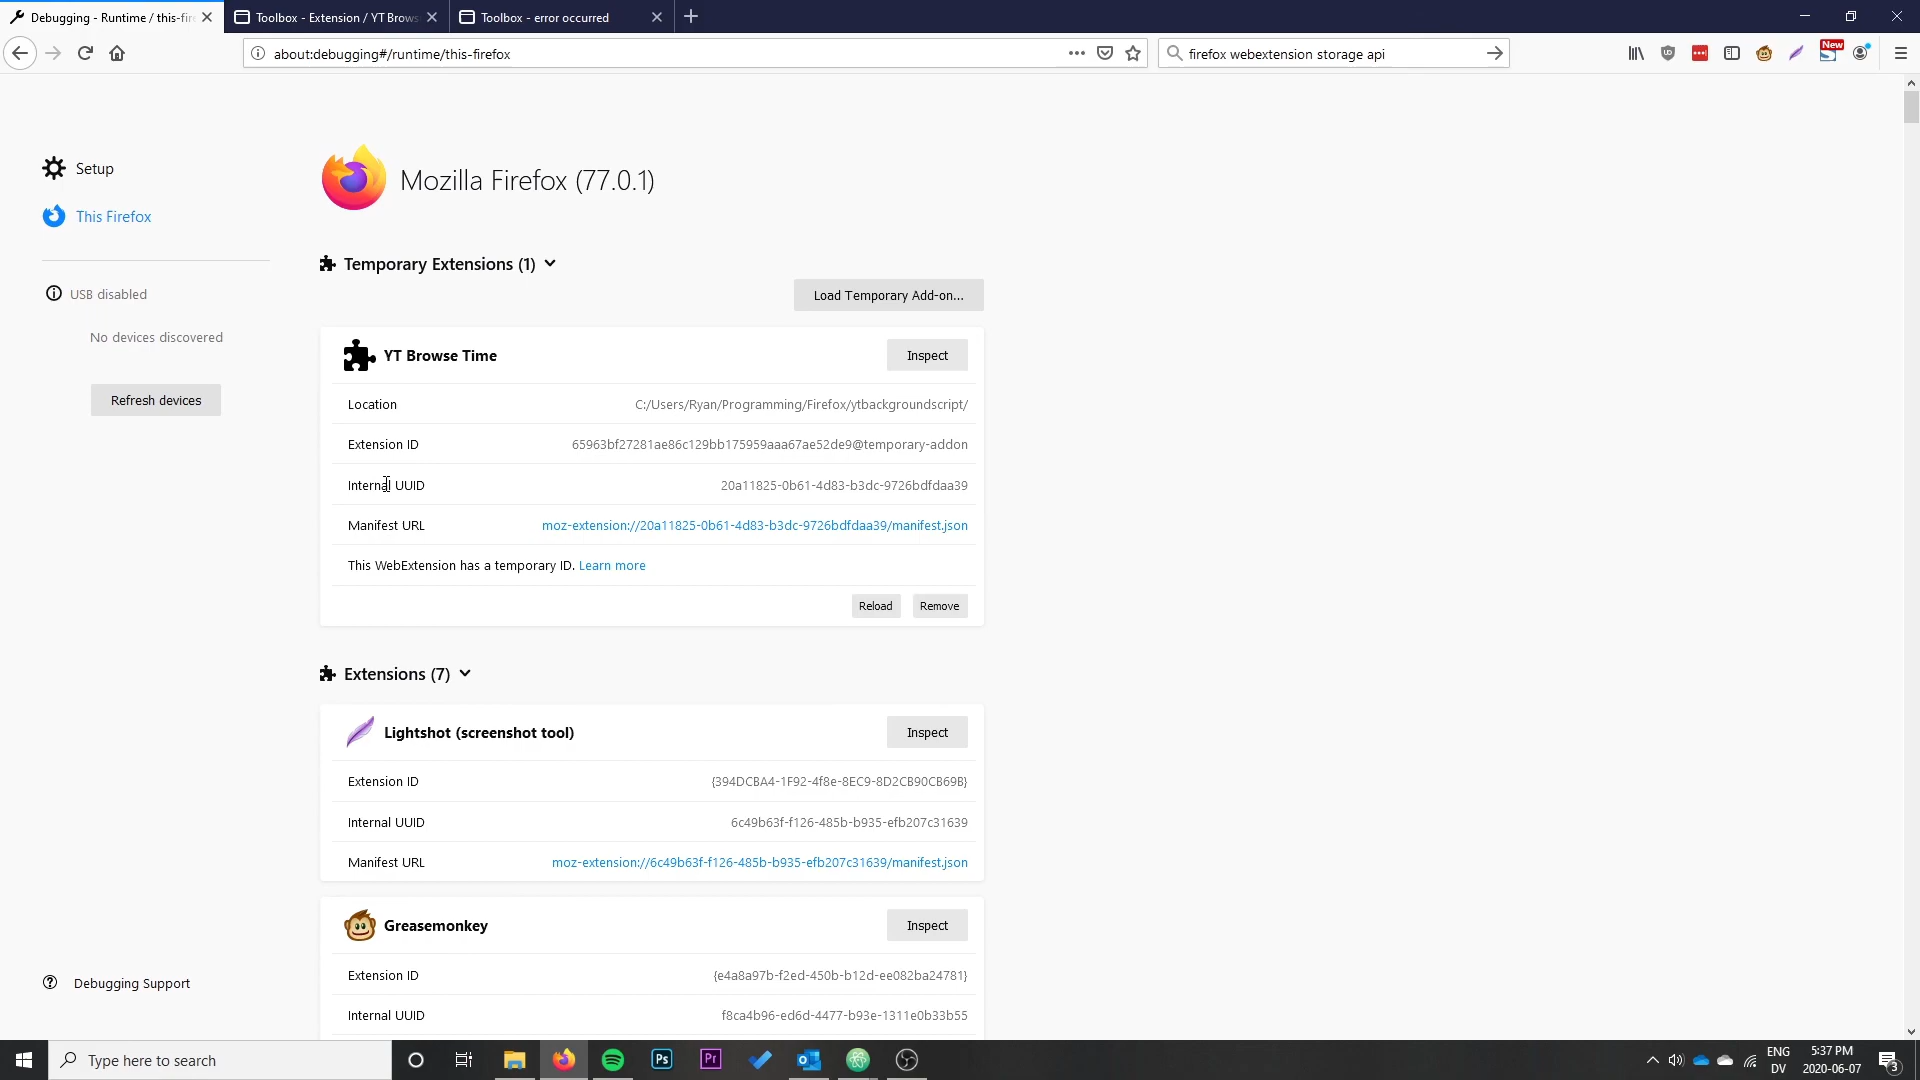 Debugging - Runtime / this-fire
Toolbox - Extension / YT Brows
Toolbox - error occurred
about:debugging#/runtime/this-firefox
firefox webextension storage api
New
Setup
Mozilla Firefox (77.0.1)
This Firefox
Temporary Extensions (1)
USB disabled
Load Temporary Add-on...
No devices discovered
YT Browse Time
Inspect
Refresh devices
Location
C:/Users/Ryan/Programming/Firefox/ytbackgroundscript/
Extension ID
65963bf27281ae86c129bb175959aaa67ae52de9@temporary-addon
Internal UUID
20a11825-0b61-4d83-b3dc-9726bdfdaa39
Manifest URL
moz-extension://20a11825-0b61-4d83-b3dc-9726bdfdaa39/manifest.json
This WebExtension has a temporary ID. Learn more
Reload
Remove
Extensions (7)
Lightshot (screenshot tool)
Inspect
Extension ID
{394DCBA4-1F92-4f8e-8EC9-8D2CB90CB69B}
Internal UUID
6c49b63f-f126-485b-b935-efb207c31639
Manifest URL
moz-extension://6c49b63f-f126-485b-b935-efb207c31639/manifest.json
Greasemonkey
Inspect
Extension ID
{e4a8a97b-f2ed-450b-b12d-ee082ba24781}
Debugging Support
Internal UUID
f8ca4b96-ed6d-4477-b93e-1311e0b33b55
Type here to search
Ps
Pr
ENG
DV
5:37 PM
2020-06-07
3